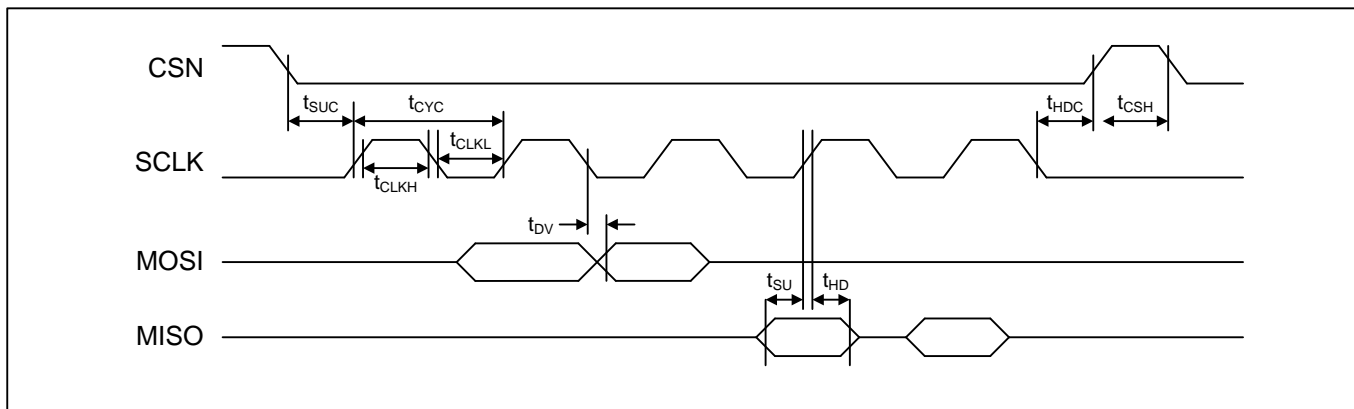 CSN
tSUC
tCYC
tHDC
tCSH
SCLK
tCLKL
tCLKH
tDV
MOSI
tSU
tHD
MISO